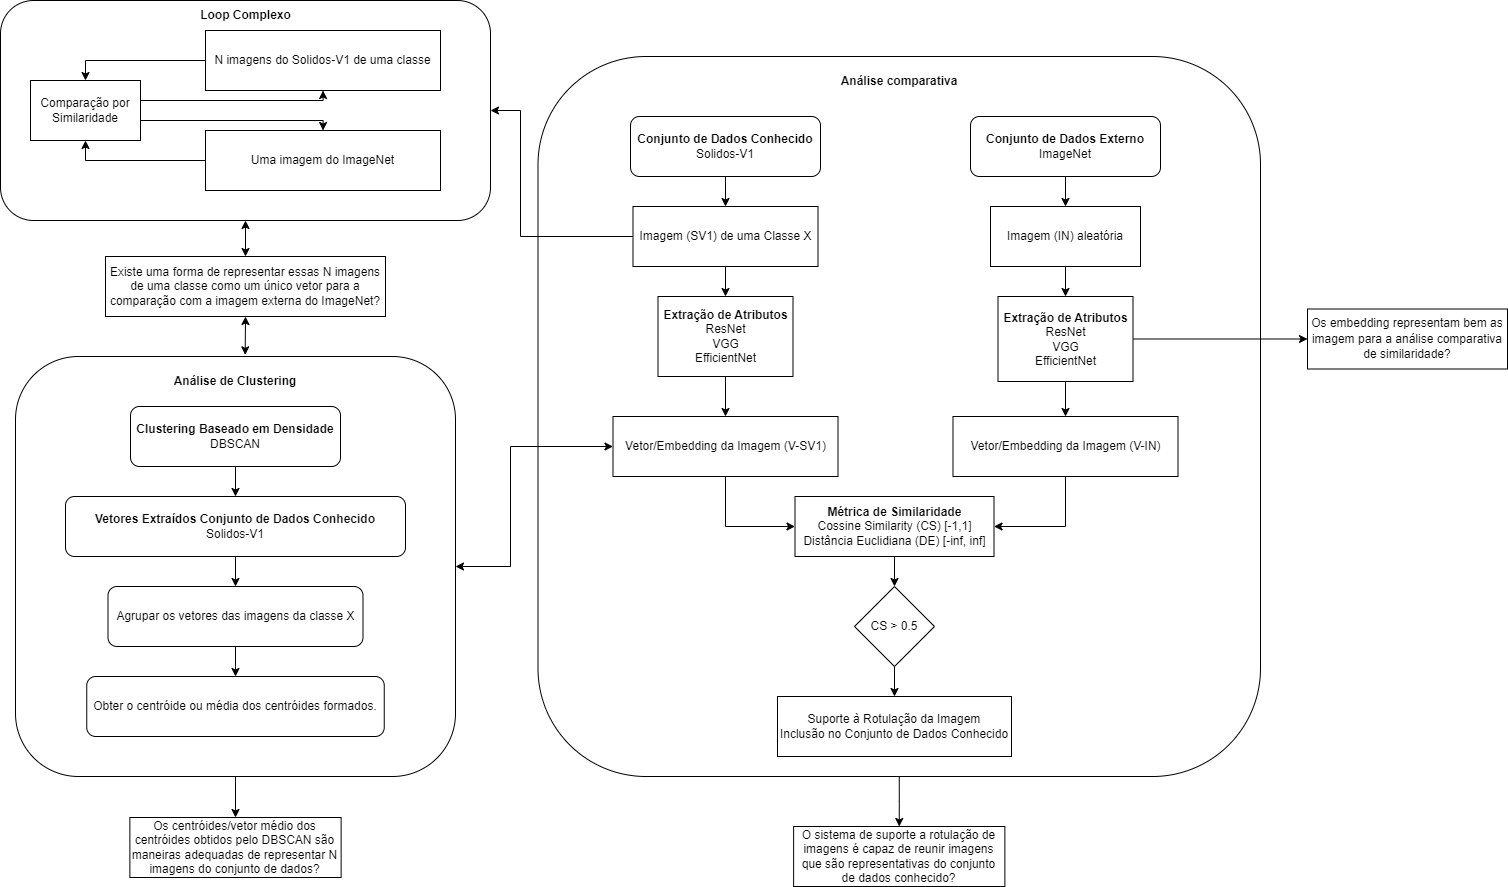 Loop Complexo
N imagens do Solidos-V1 de uma classe
Comparação por
Similaridade
Uma imagem do ImageNet
Existe uma forma de representar essas N imagens
de uma classe como um único vetor para a
comparação com a imagem externa do ImageNet?
Análise de Clustering
Clustering Baseado em Densidade
DBSCAN
Vetores Extraídos Conjunto de Dados Conhecido
Solidos-V1
Agrupar os vetores das imagens da classe X
Obter o centróide ou média dos centróides formados.
Os centróides/vetor médio dos
centróides obtidos pelo DBSCAN são
maneiras adequadas de representar N
imagens do conjunto de dados?
Análise comparativa
Conjunto de Dados Conhecido
Solidos-V1
Imagem (SV1) de uma Classe X
Extração de Atributos
ResNet
VGG
EfficientNet
Vetor/Embedding da Imagem (V-SV1)
Conjunto de Dados Externo
ImageNet
Imagem (IN) aleatória
Extração de Atributos
ResNet
VGG
EfficientNet
Vetor/Embedding da Imagem (V-IN)
Métrica de Similaridade
Cossine Similarity (CS) [-1,1]
Distância Euclidiana (DE) [-inf, inf]
CS > 0.5
Suporte à Rotulação da Imagem
Inclusão no Conjunto de Dados Conhecido
O sistema de suporte a rotulação de
imagens é capaz de reunir imagens
que são representativas do conjunto
de dados conhecido?
Os embedding representam bem as
imagem para a análise comparativa
de similaridade?